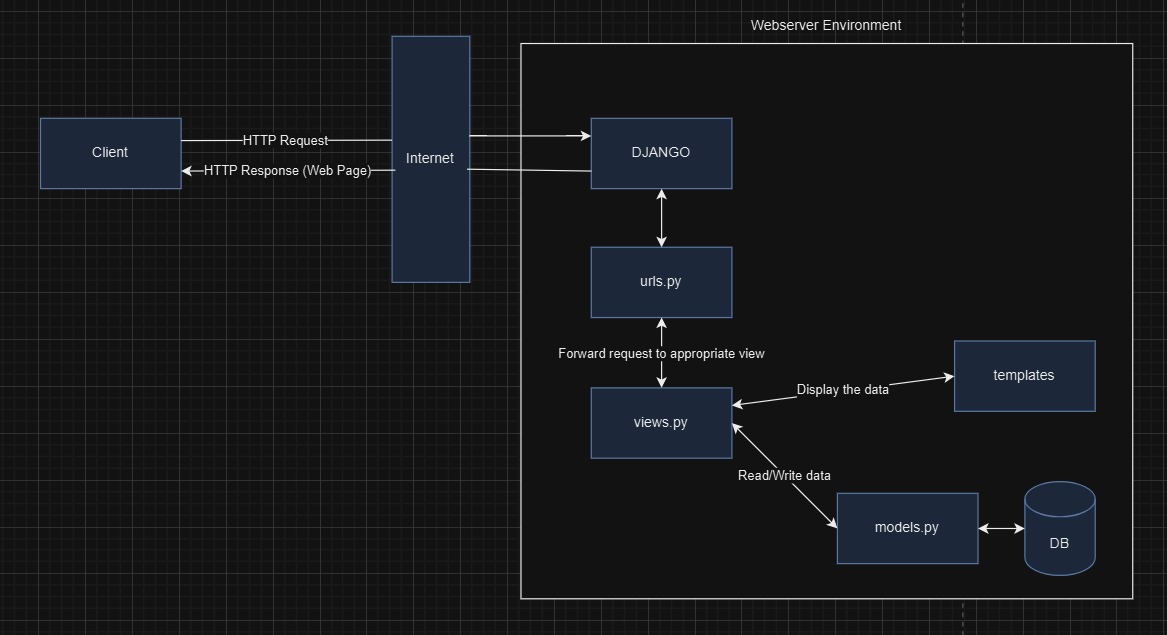 Webserver Environment
Client
HTTP Request
HTTP Response (Web Page)
Internet
DJANGO
urls.py
Forward request to appropriate view
views.py
Display the data
templates
Read/Write data
models.py
DB